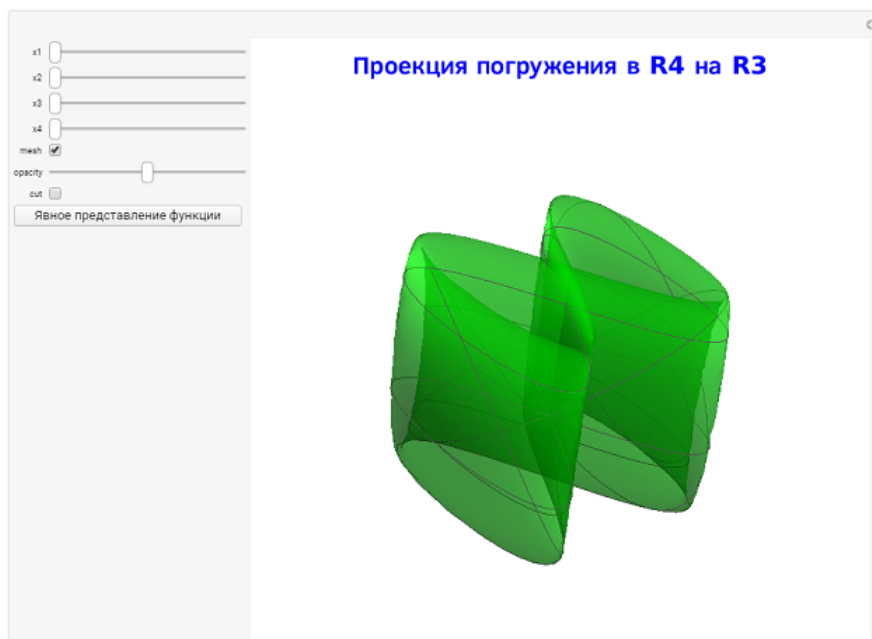 Проекция погружения в R4 на R3
x1
x2
x3
x4
mesh
opacity
cut
Явное представление функции